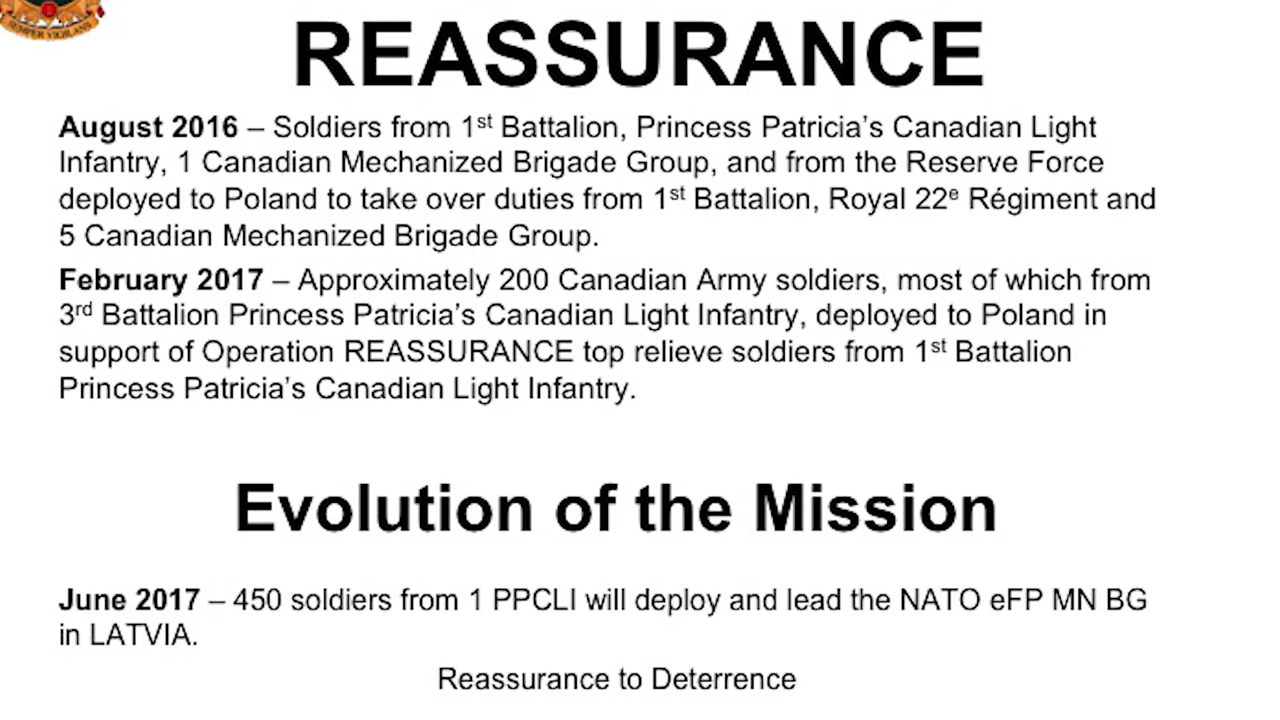 SEMPER VIGILANS
REASSURANCE
August 2016 – Soldiers from 1st Battalion, Princess Patricia's Canadian Light
Infantry, 1 Canadian Mechanized Brigade Group, and from the Reserve Force
deployed to Poland to take over duties from 1st Battalion, Royal 22e Régiment and
5 Canadian Mechanized Brigade Group.
February 2017 – Approximately 200 Canadian Army soldiers, most of which from
3rd Battalion Princess Patricia's Canadian Light Infantry, deployed to Poland in
support of Operation REASSURANCE top relieve soldiers from 1st Battalion
Princess Patricia's Canadian Light Infantry.
Evolution of the Mission
June 2017 – 450 soldiers from 1 PPCLI will deploy and lead the NATO eFP MN BG
in LATVIA.
Reassurance to Deterrence